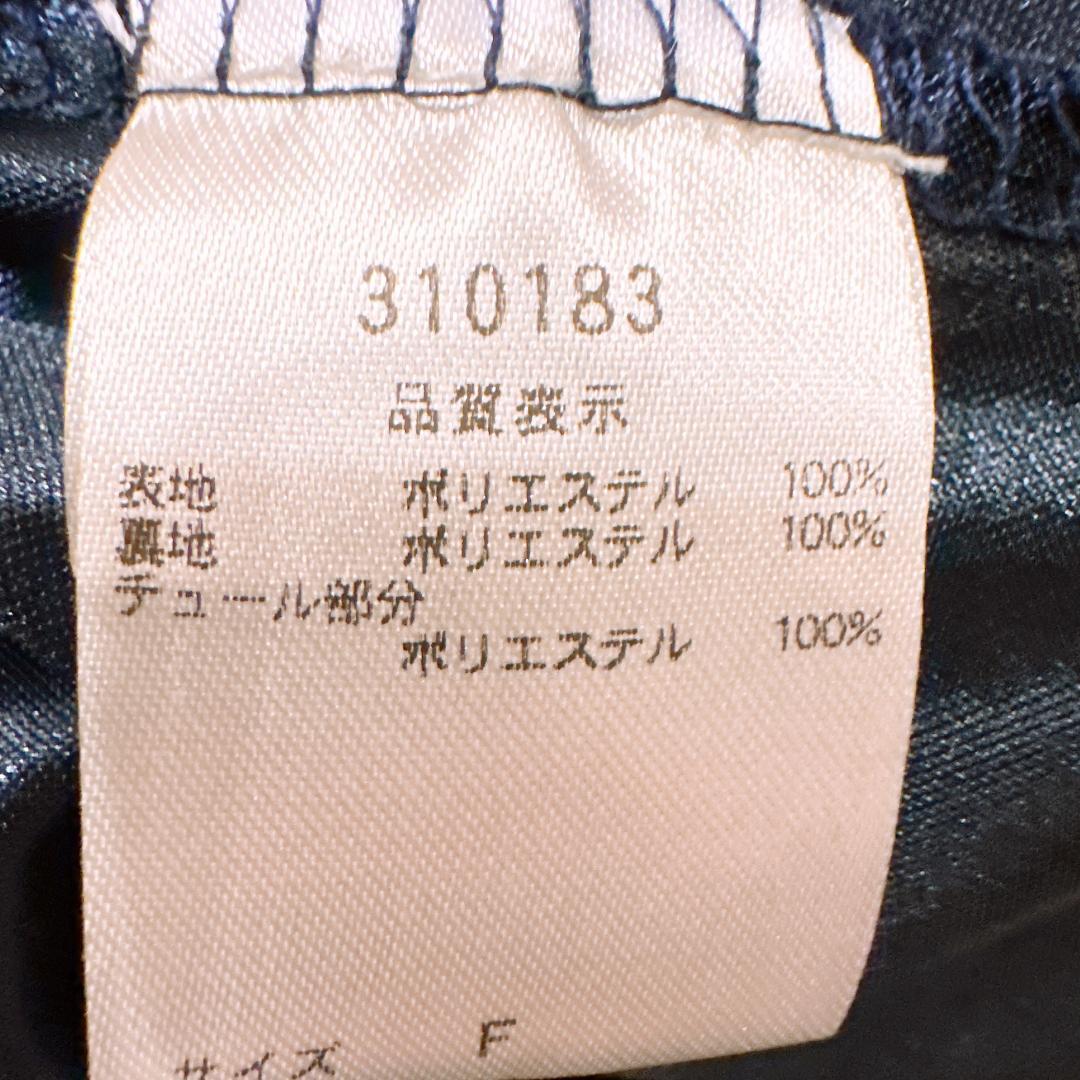 310183
品質表示
表地 ポリエステル 100%
裏地 ポリエステル 100%
チュール部分
ポリエステル 100%
サイズ F